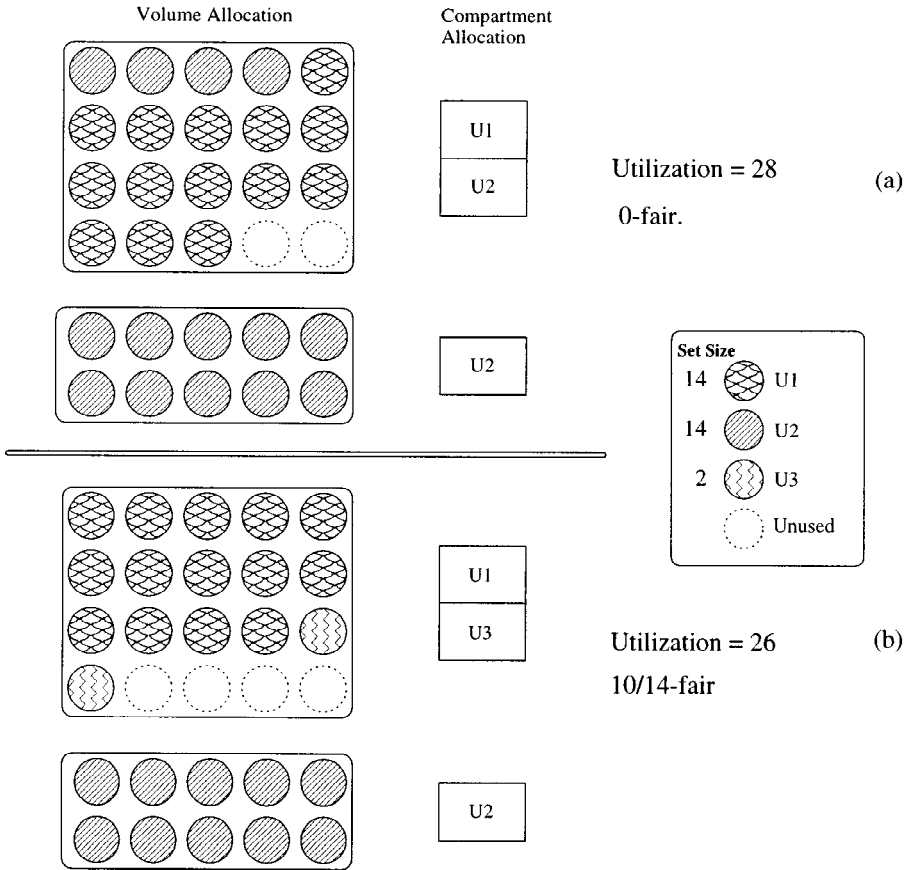 Volume Allocation
Compartment
Allocation
U1
U2
Utilization = 28
0-fair.
(a)
U2
Set Size
14 U1
14 U2
2 U3
Unused
U1
U3
Utilization = 26
10/14-fair
(b)
U2